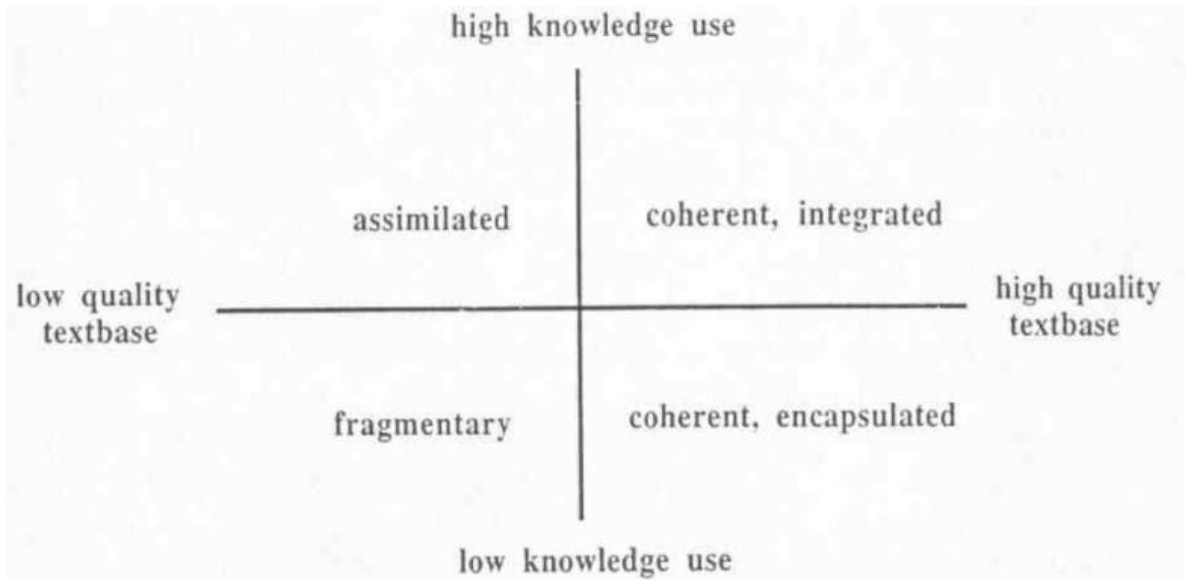 high knowledge use
assimilated
coherent, integrated
low quality
textbase
high quality
textbase
fragmentary
coherent, encapsulated
low knowledge use